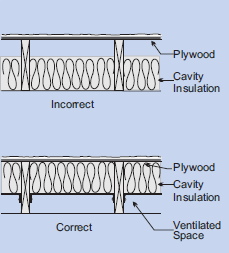 Plywood
Cavity
Insulation
Incorrect
Plywood
Cavity
Insulation
Ventilated
Space
Correct